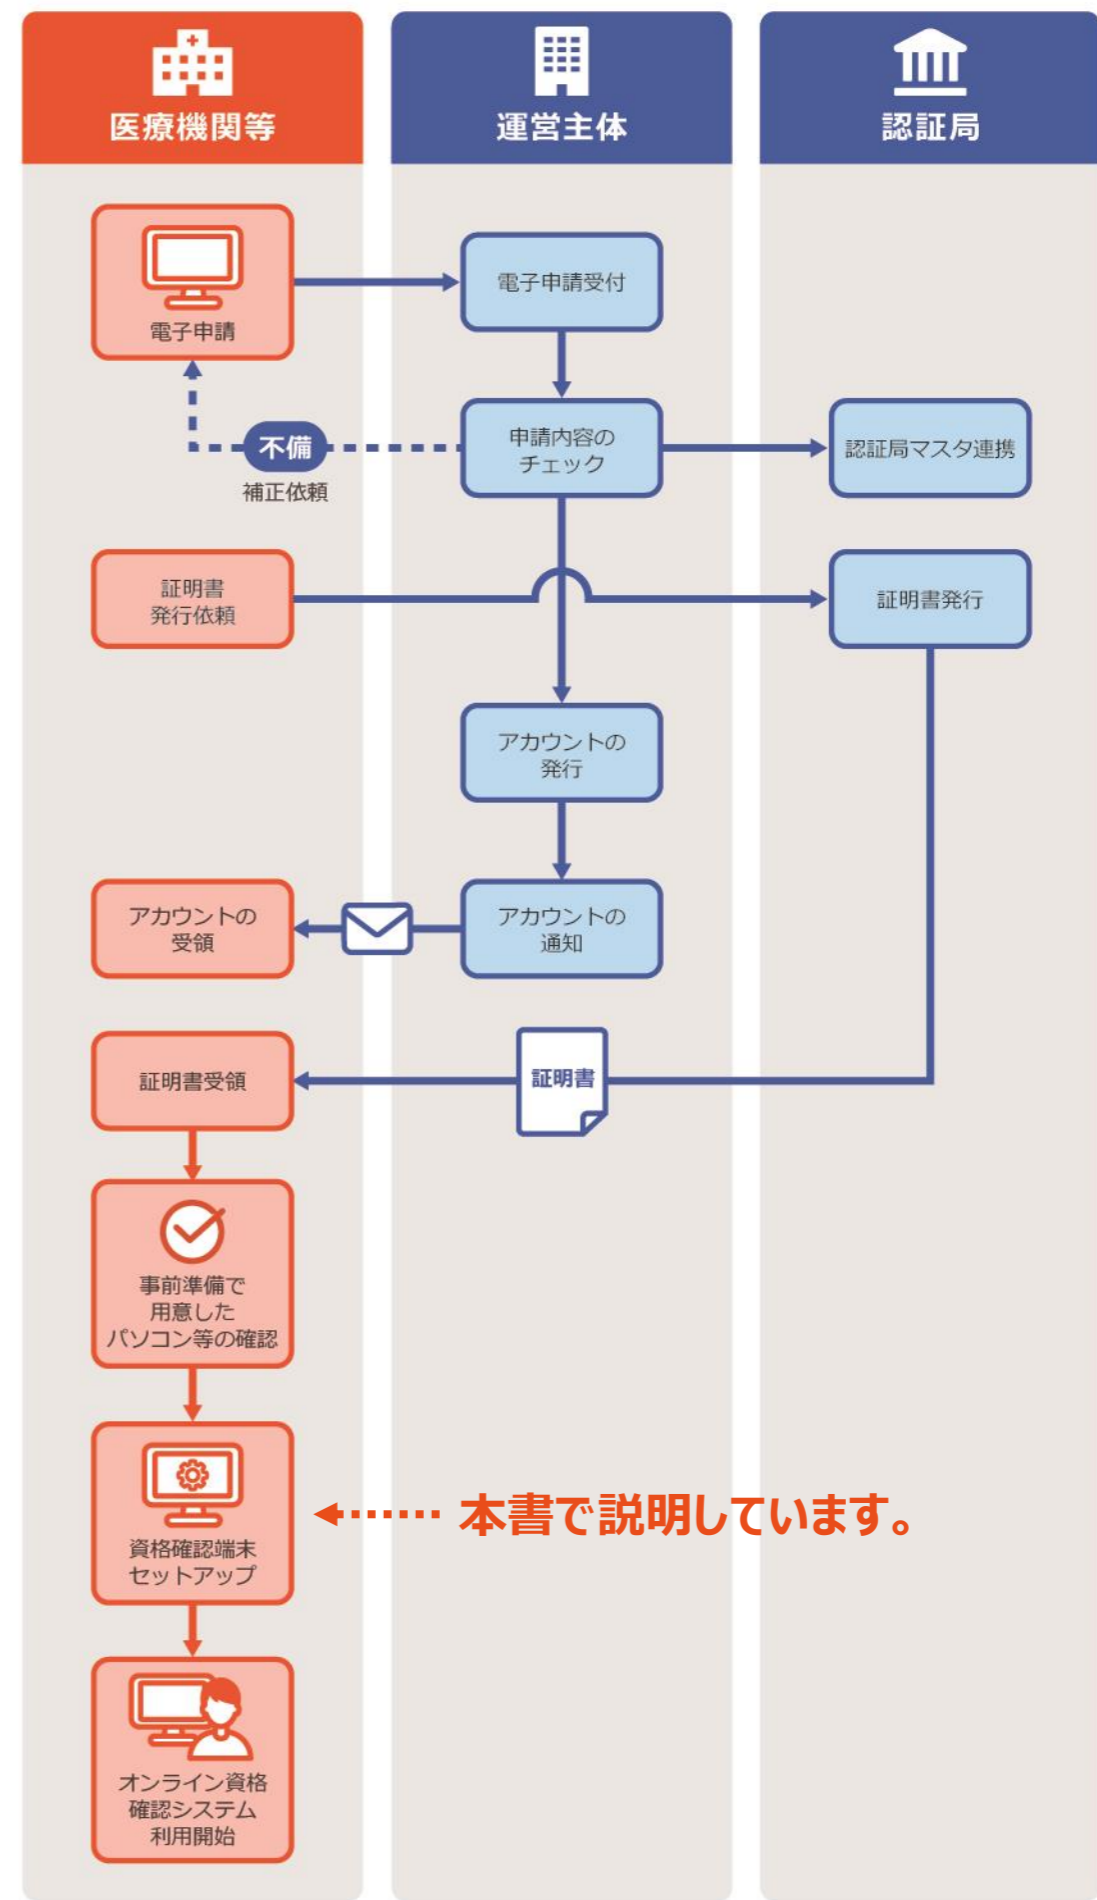 医療機関等
運営主体
認証局
電子申請
電子申請受付
申請内容の
チェック
認証局マスタ連携
不備
補正依頼
証明書
発行依頼
証明書発行
アカウントの
発行
アカウントの
受領
アカウントの
通知
証明書受領
証明書
事前準備で
用意した
パソコン等の確認
資格確認端末
セットアップ
本書で説明しています。
オンライン資格
確認システム
利用開始